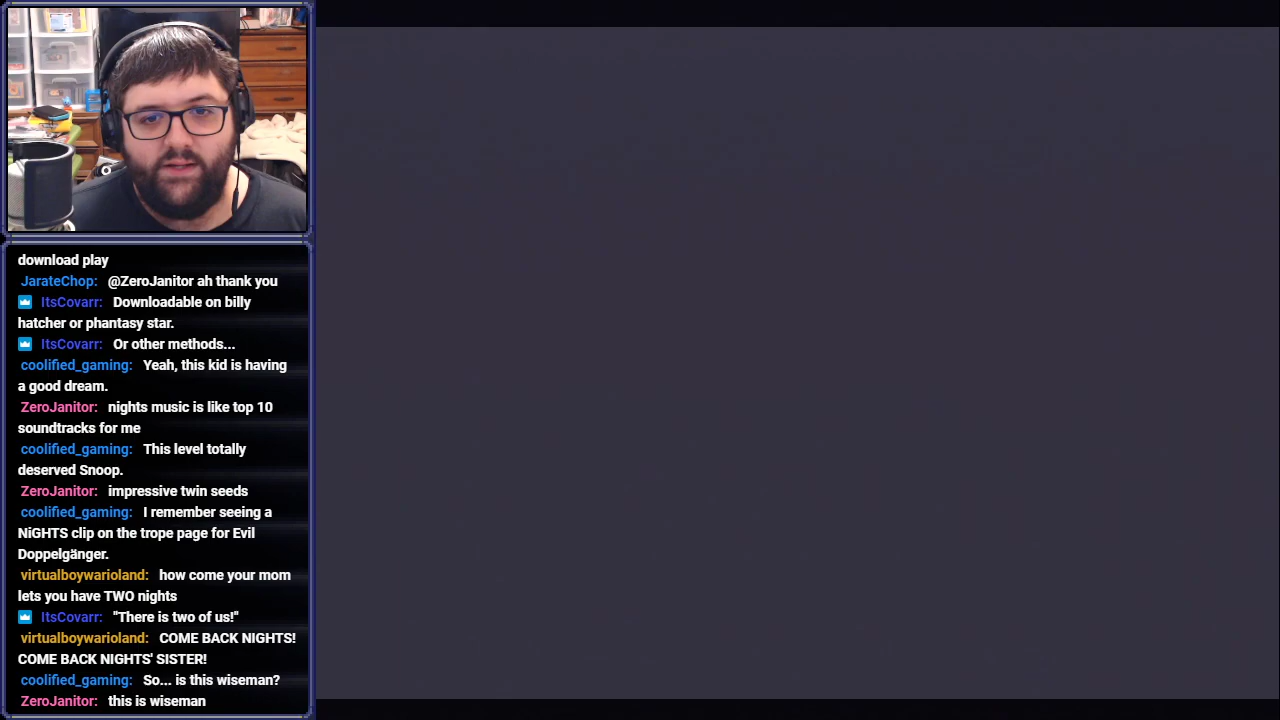 download play
JarateChop: @ZeroJanitor ah thank you
ItsCovarr: Downloadable on billy
hatcher or phantasy star.
ItsCovarr: Or other methods...
coolified_gaming: Yeah, this kid is having
a good dream.
ZeroJanitor: nights music is like top 10
soundtracks for me
coolified_gaming: This level totally
deserved Snoop.
ZeroJanitor: impressive twin seeds
coolified_gaming: I remember seeing a
NiGHTS clip on the trope page for Evil
Doppelgänger.
virtualboywarioland: how come your mom
lets you have TWO nights
ItsCovarr: "There is two of us!"
virtualboywarioland: COME BACK NIGHTS!
COME BACK NIGHTS' SISTER!
coolified_gaming: So... is this wiseman?
ZeroJanitor: this is wiseman